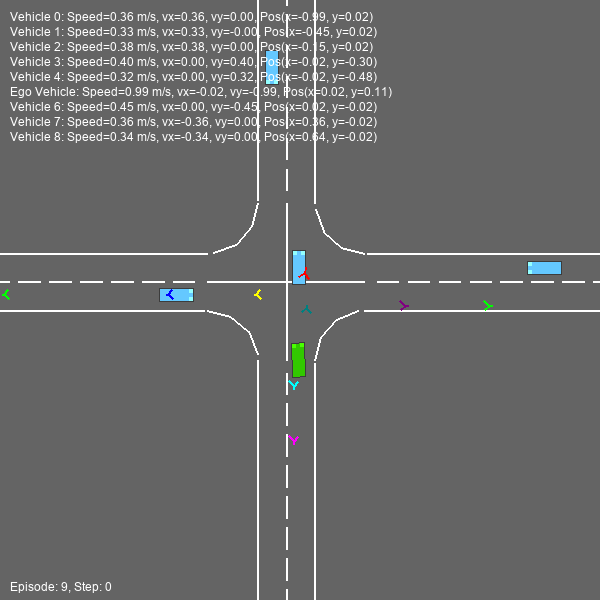 Vehicle 0: Speed=0.36 m/s, vx=0.36, vy=0.00, Pos(x=-0.99, y=0.02)
Vehicle 1: Speed=0.33 m/s, vx=0.33, vy=-0.00, Pos(x=-0.45, y=0.02)
Vehicle 2: Speed=0.38 m/s, vx=0.38, vy=0.00, Pos(x=-0.15, y=0.02)
Vehicle 3: Speed=0.40 m/s, vx=0.00, vy=0.40, Pos(x=-0.02, y=-0.30)
Vehicle 4: Speed=0.32 m/s, vx=0.00, vy=0.32, Pos(x=-0.02, y=-0.48)
Ego Vehicle: Speed=0.99 m/s, vx=-0.02, vy=-0.99, Pos(x=0.02, y=0.11)
Vehicle 6: Speed=0.45 m/s, vx=0.00, vy=-0.45, Pos(x=0.02, y=-0.02)
Vehicle 7: Speed=0.36 m/s, vx=-0.36, vy=0.00, Pos(x=0.36, y=-0.02)
Vehicle 8: Speed=0.34 m/s, vx=-0.34, vy=0.00, Pos(x=0.64, y=-0.02)
Episode: 9, Step: 0